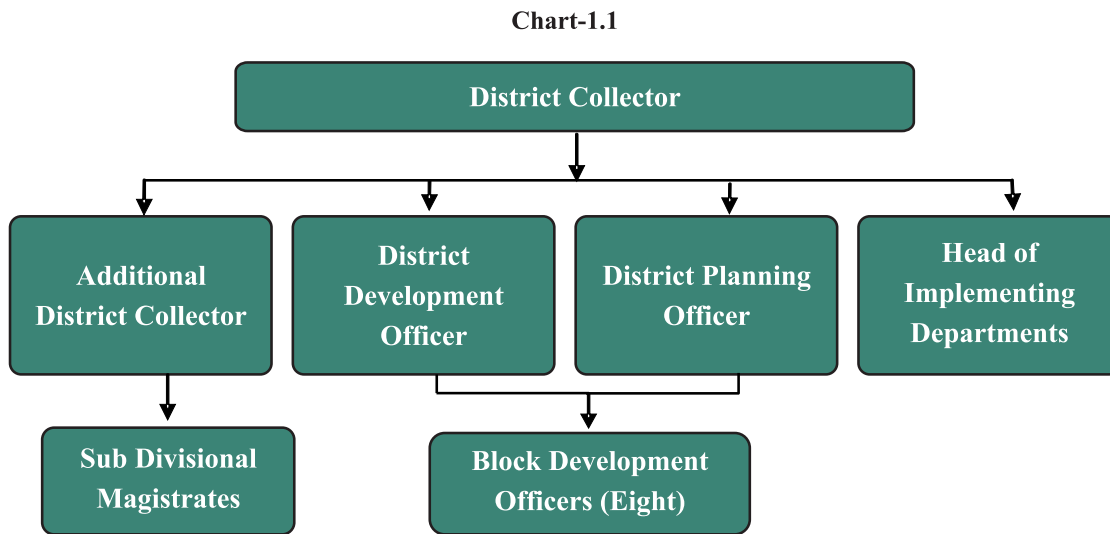 Chart-1.1
District Collector
Additional
District Collector
District
Development
Officer
District Planning
Officer
Head of
Implementing
Departments
Sub Divisional
Magistrates
Block Development
Officers (Eight)